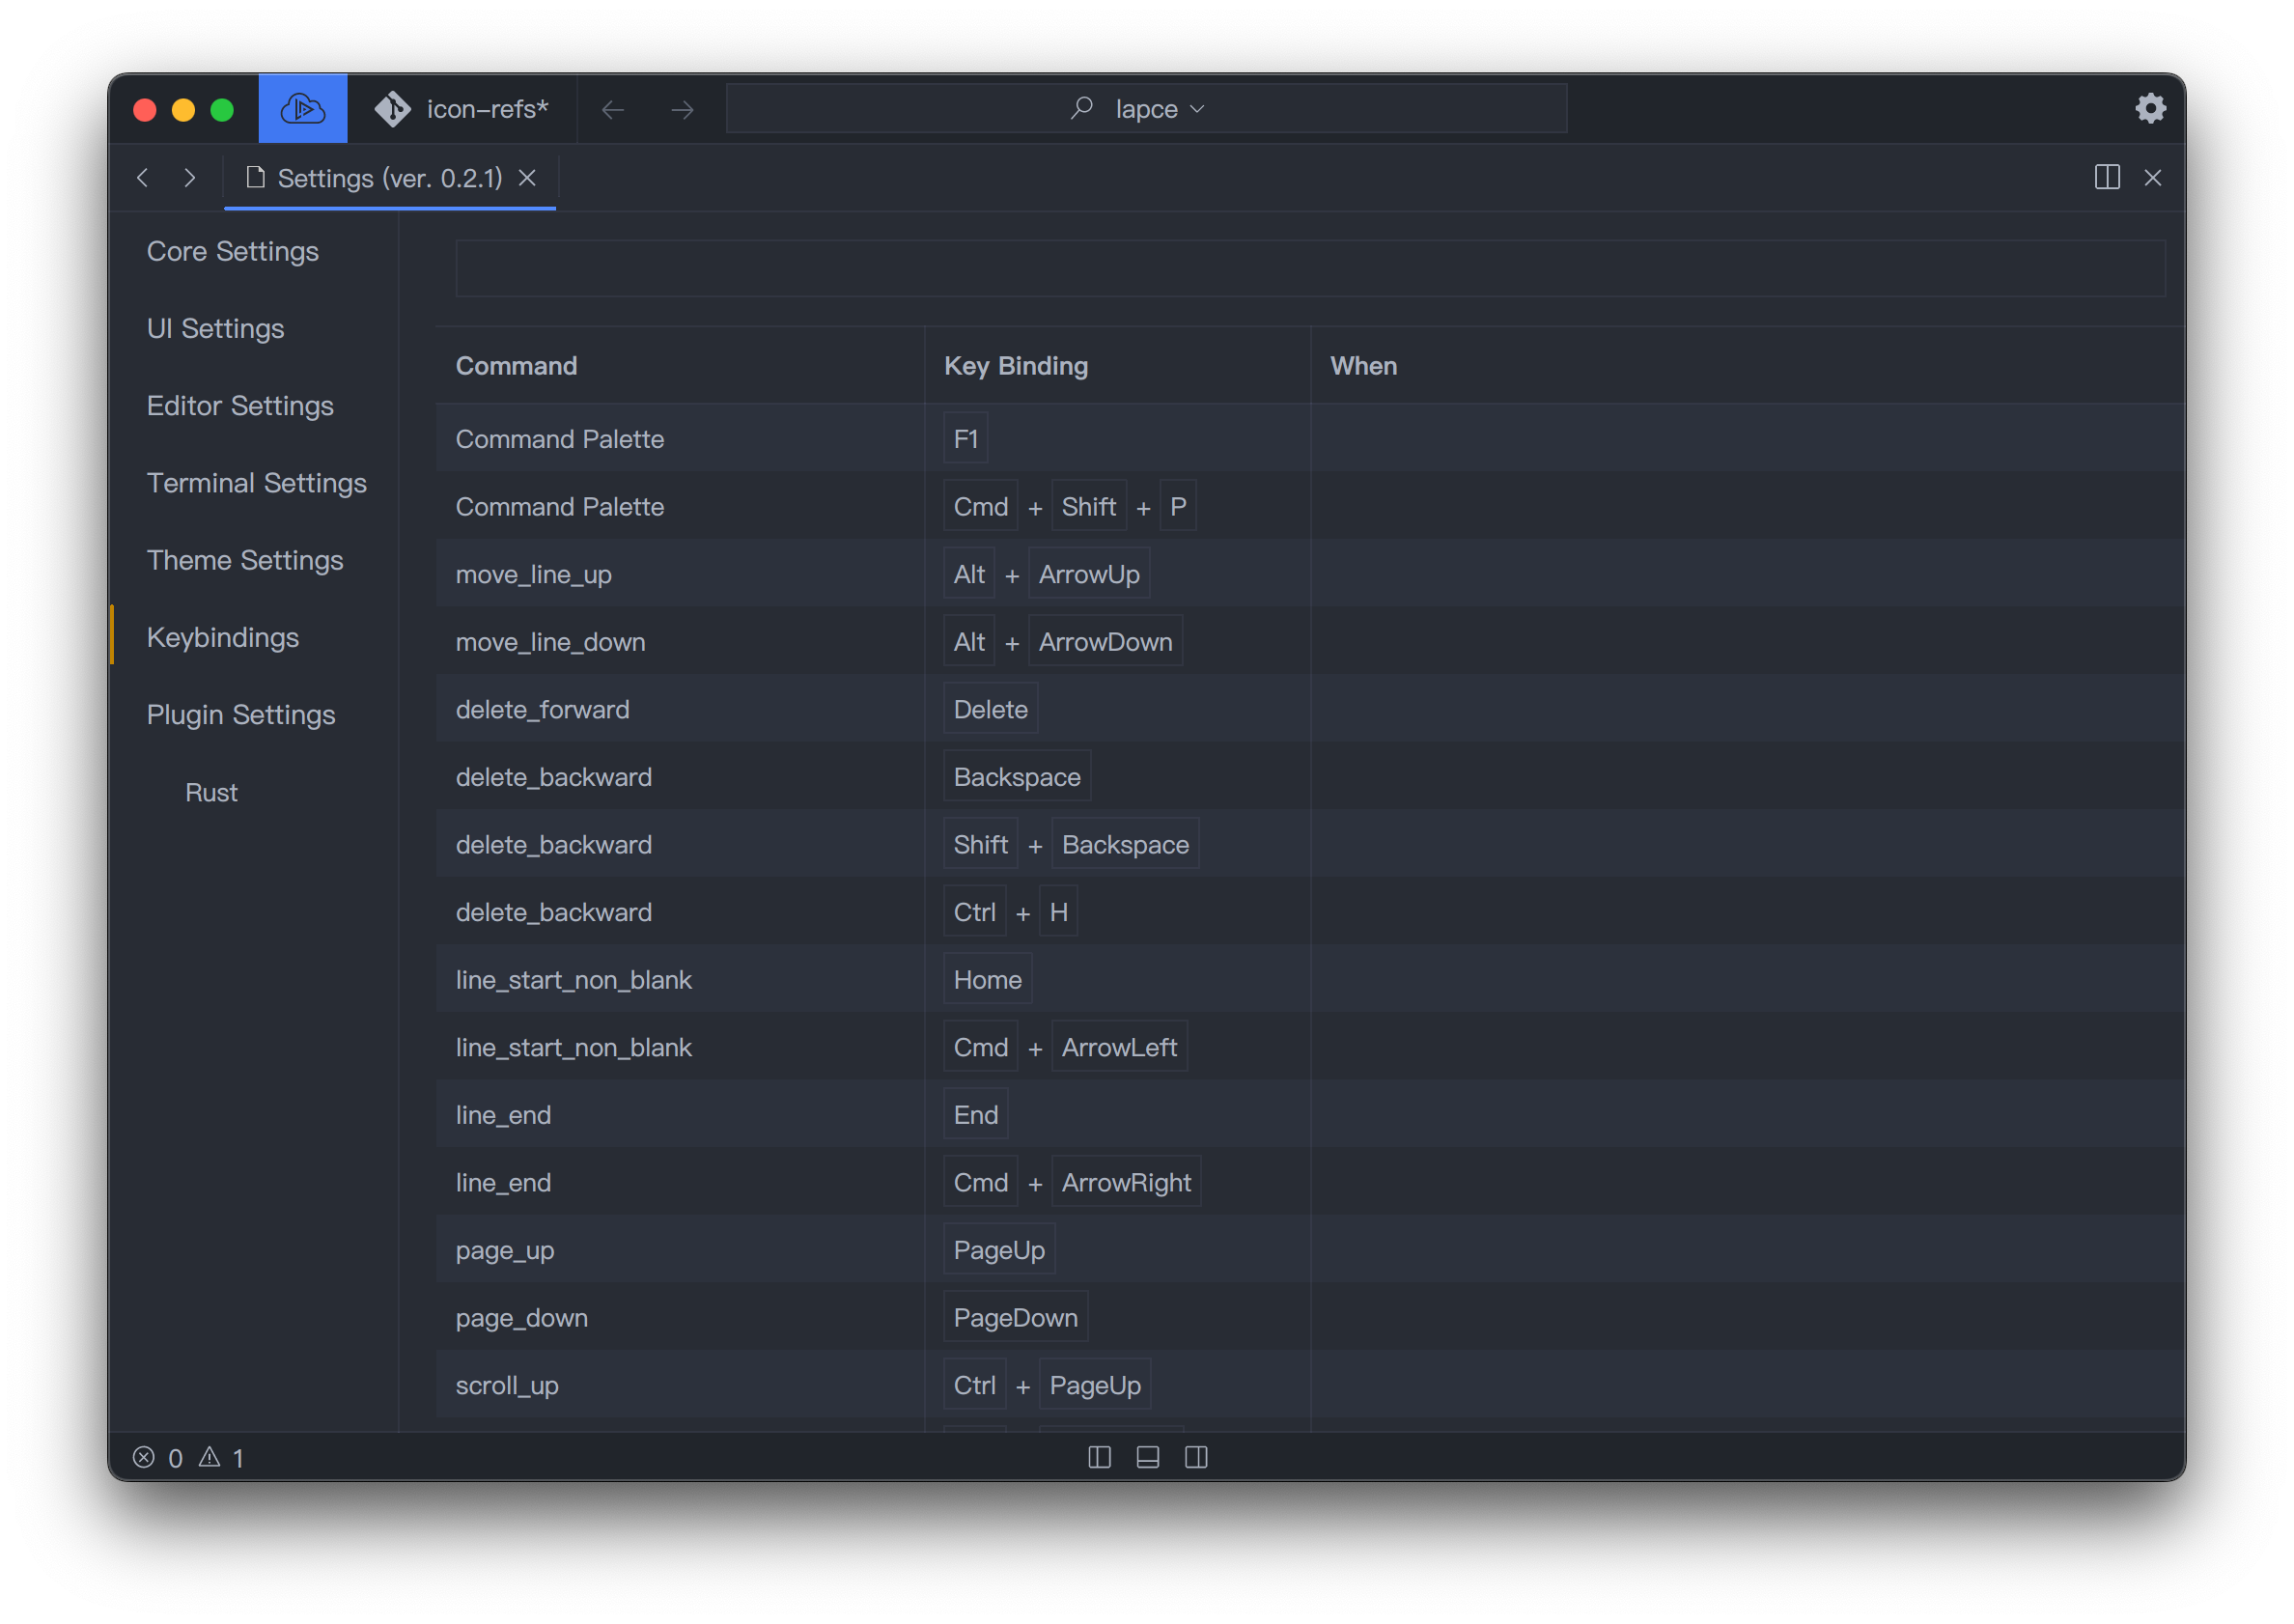 icon-refs* lapce
Settings (ver. 0.2.1)
Core Settings
UI Settings
Editor Settings
Terminal Settings
Theme Settings
Keybindings
Plugin Settings
Rust
Command Key Binding When
Command Palette F1
Command Palette Cmd + Shift + P
move_line_up Alt + ArrowUp
move_line_down Alt + ArrowDown
delete_forward Delete
delete_backward Backspace
delete_backward Shift + Backspace
delete_backward Ctrl + H
line_start_non_blank Home
line_start_non_blank Cmd + ArrowLeft
line_end End
line_end Cmd + ArrowRight
page_up PageUp
page_down PageDown
scroll_up Ctrl + PageUp
0 1